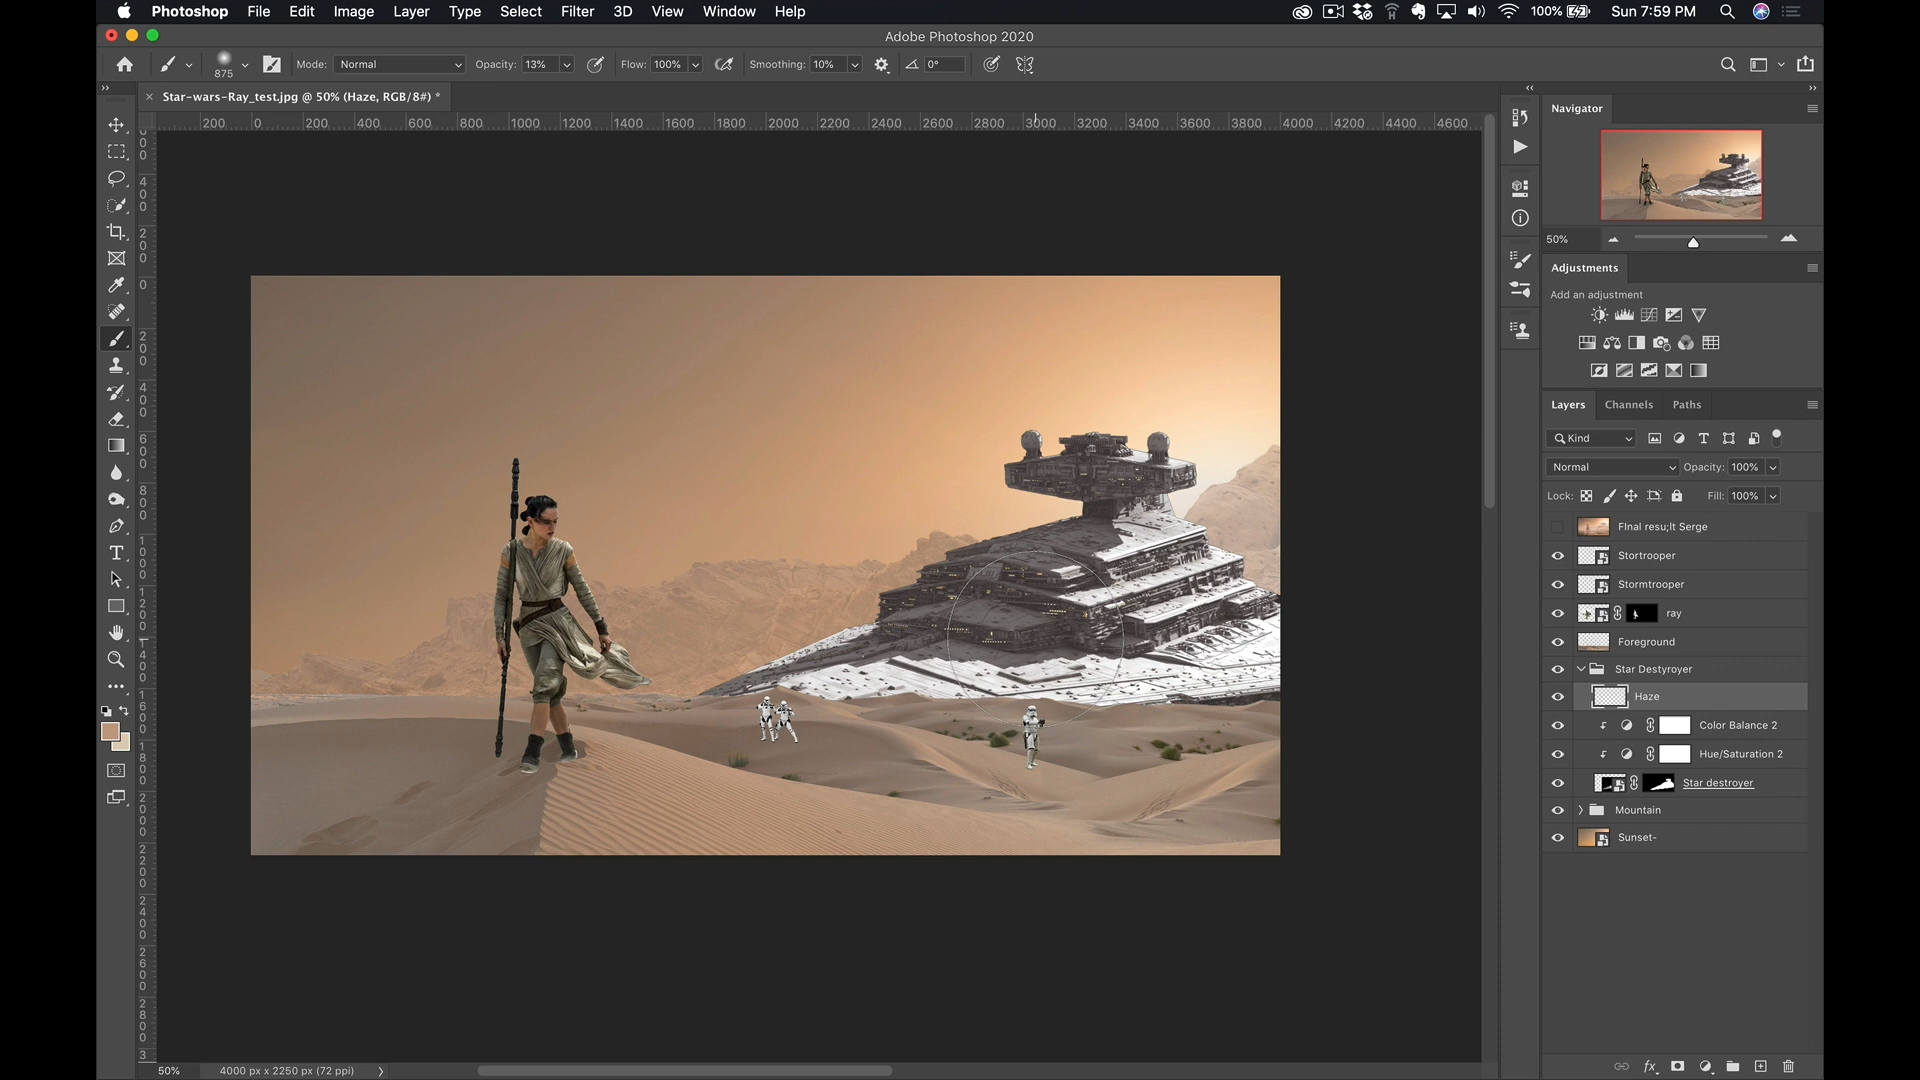 Photoshop File Edit Image Layer Type Select Filter 3D View Window Help 100% Sun 7:59 PM
Adobe Photoshop 2020
875 Mode: Normal Opacity: 13% Flow: 100% Smoothing: 10% 0°
Star-wars-Ray_test.jpg @ 50% (Haze, RGB/8#) *
200 0 200 400 600 800 1000 1200 1400 1600 1800 2000 2200 2400 2600 2800 3000 3200 3400 3600 3800 4000 4200 4400 4600
Navigator
50%
Adjustments
Add an adjustment
Layers Channels Paths
Kind
Normal Opacity: 100%
Lock: Fill: 100%
FInal resu;lt Serge
Stortrooper
Stormtrooper
ray
Foreground
Star Destyroyer
Haze
Color Balance 2
Hue/Saturation 2
Star destroyer
Mountain
Sunset-
50% 4000 px x 2250 px (72 ppi)